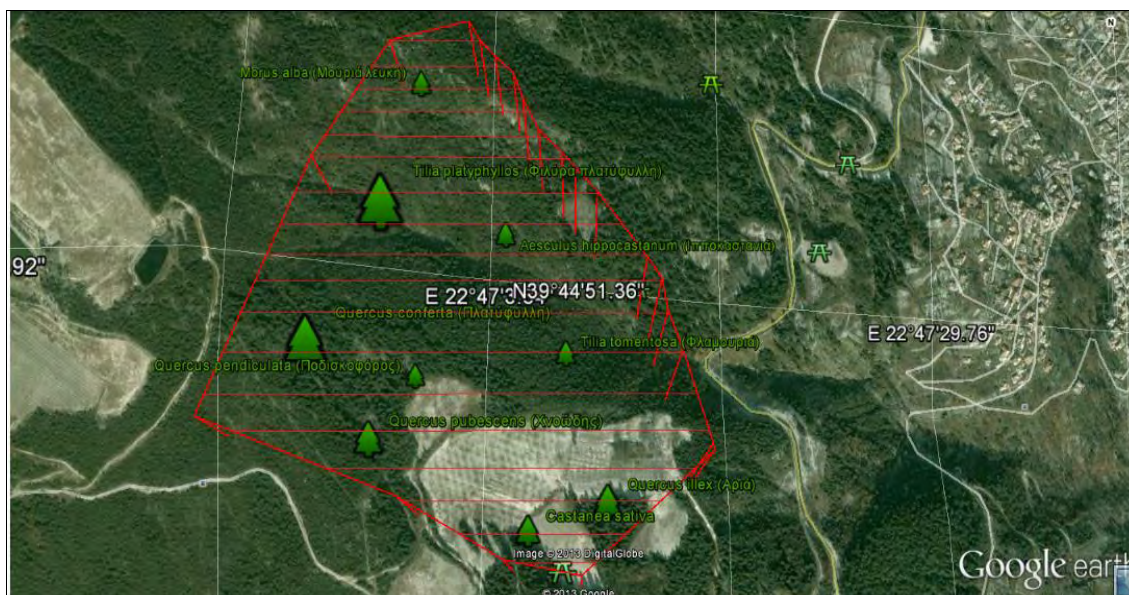 N
Morus alba (Μουριά λευκή)
Tilia platyphyllos (Φιλύρα πλατύφυλλη)
Aesculus hippocastanum (Ιπποκαστανιά)
92"
N39°44'51.36"
E 22°47'29.76"
Quercus conferta (Πλατύφυλλη)
Tilia tomentosa (Φλαμουριά)
Quercus pendiculata (Ποδισκοφόρος)
Quercus pubescens (Χνοώδης)
Quercus illex (Αριά)
Castanea sativa
Image © 2013 DigitalGlobe
© 2013 Google
Google earth